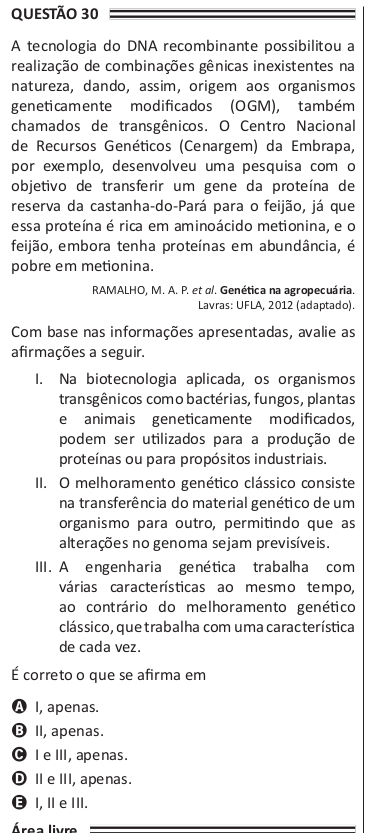 QUESTÃO 30
A tecnologia do DNA recombinante possibilitou a
realização de combinações gênicas inexistentes na
natureza, dando, assim, origem aos organismos
geneticamente modificados (OGM), também
chamados de transgênicos. O Centro Nacional
de Recursos Genéticos (Cenargem) da Embrapa,
por exemplo, desenvolveu uma pesquisa com o
objetivo de transferir um gene da proteína de
reserva da castanha-do-Pará para o feijão, já que
essa proteína é rica em aminoácido metionina, e o
feijão, embora tenha proteínas em abundância, é
pobre em metionina.
RAMALHO, M. A. P. et al. Genética na agropecuária.
Lavras: UFLA, 2012 (adaptado).
Com base nas informações apresentadas, avalie as
afirmações a seguir.
I. Na biotecnologia aplicada, os organismos
transgênicos como bactérias, fungos, plantas
e animais geneticamente modificados,
podem ser utilizados para a produção de
proteínas ou para propósitos industriais.
II. O melhoramento genético clássico consiste
na transferência do material genético de um
organismo para outro, permitindo que as
alterações no genoma sejam previsíveis.
III. A engenharia genética trabalha com
várias características ao mesmo tempo,
ao contrário do melhoramento genético
clássico, que trabalha com uma característica
de cada vez.
É correto o que se afirma em
A I, apenas.
B II, apenas.
C I e III, apenas.
D II e III, apenas.
E I, II e III.
Área livre